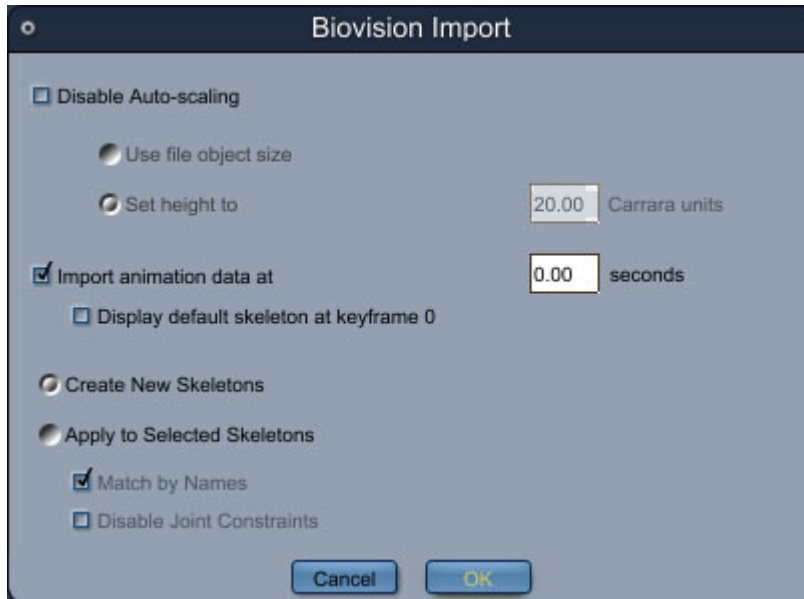 Biovision Import
Disable Auto-scaling
Use file object size
Set height to 20.00 Carrara units
Import animation data at 0.00 seconds
Display default skeleton at keyframe 0
Create New Skeletons
Apply to Selected Skeletons
Match by Names
Disable Joint Constraints
Cancel OK